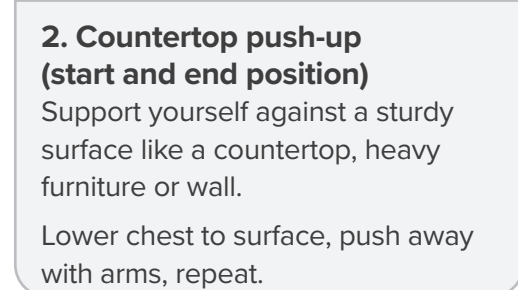 2. Countertop push-up
(start and end position)
Support yourself against a sturdy
surface like a countertop, heavy
furniture or wall.
Lower chest to surface, push away
with arms, repeat.